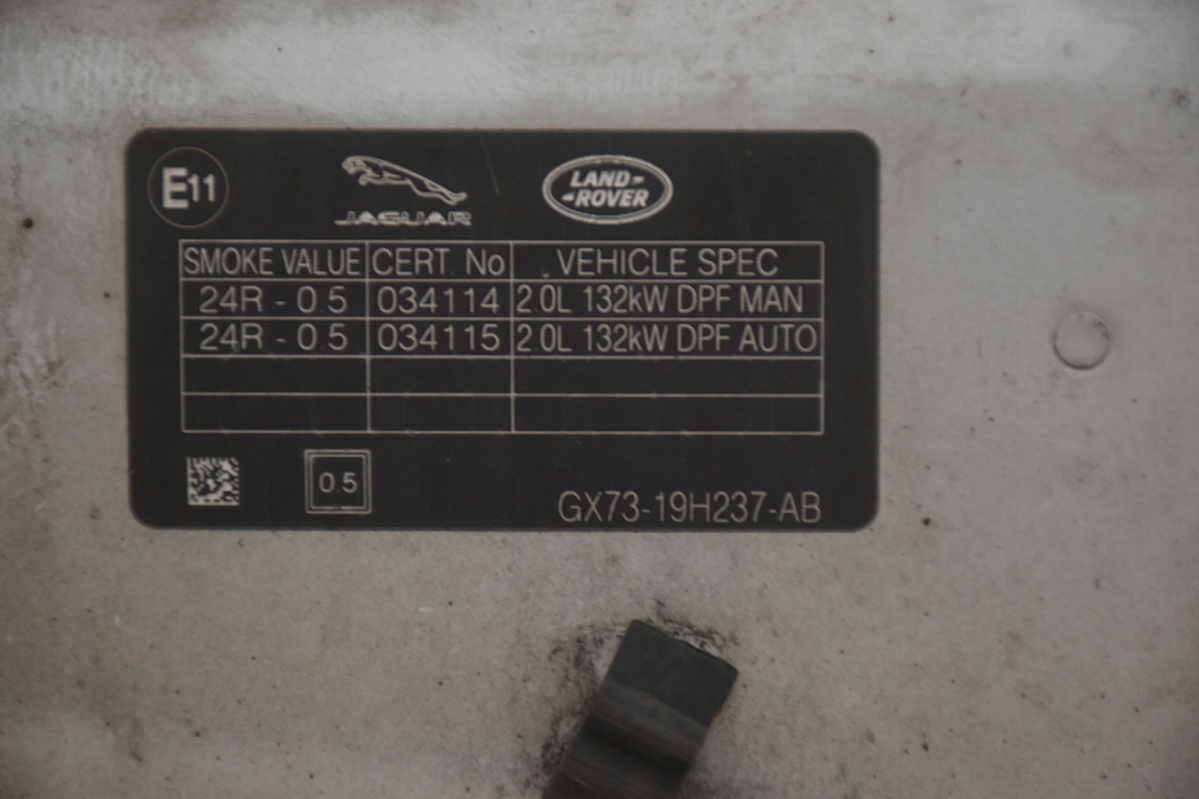 E11
JAGUAR
LAND-
-ROVER
SMOKE VALUE CERT. No VEHICLE SPEC
24R - 0.5 034114 2.0L 132kW DPF MAN
24R - 0.5 034115 2.0L 132kW DPF AUTO
0.5
GX73-19H237-AB